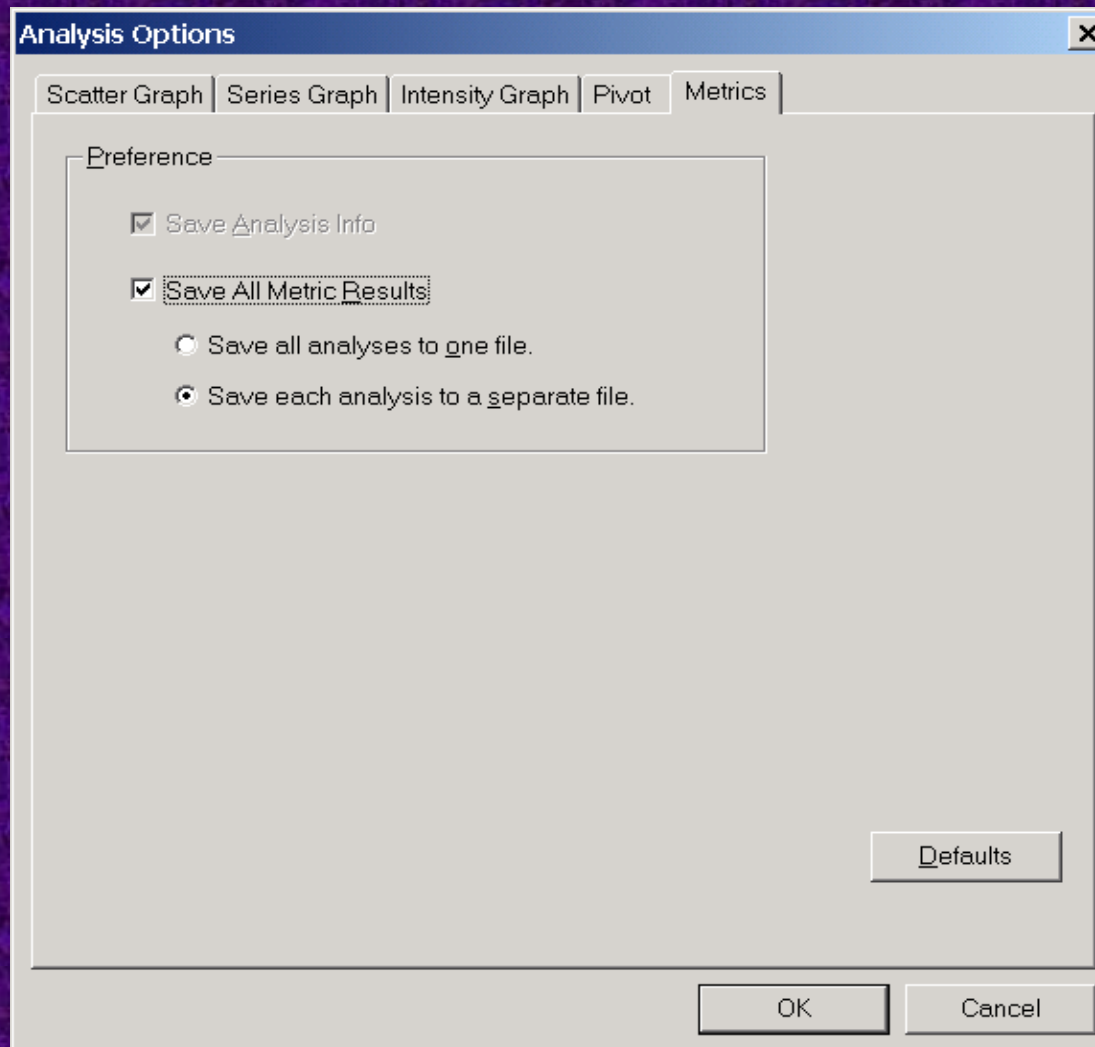 Analysis Options
Scatter Graph Series Graph Intensity Graph Pivot Metrics
Preference
Save Analysis Info
Save All Metric Results
Save all analyses to one file.
Save each analysis to a separate file.
Defaults
OK Cancel